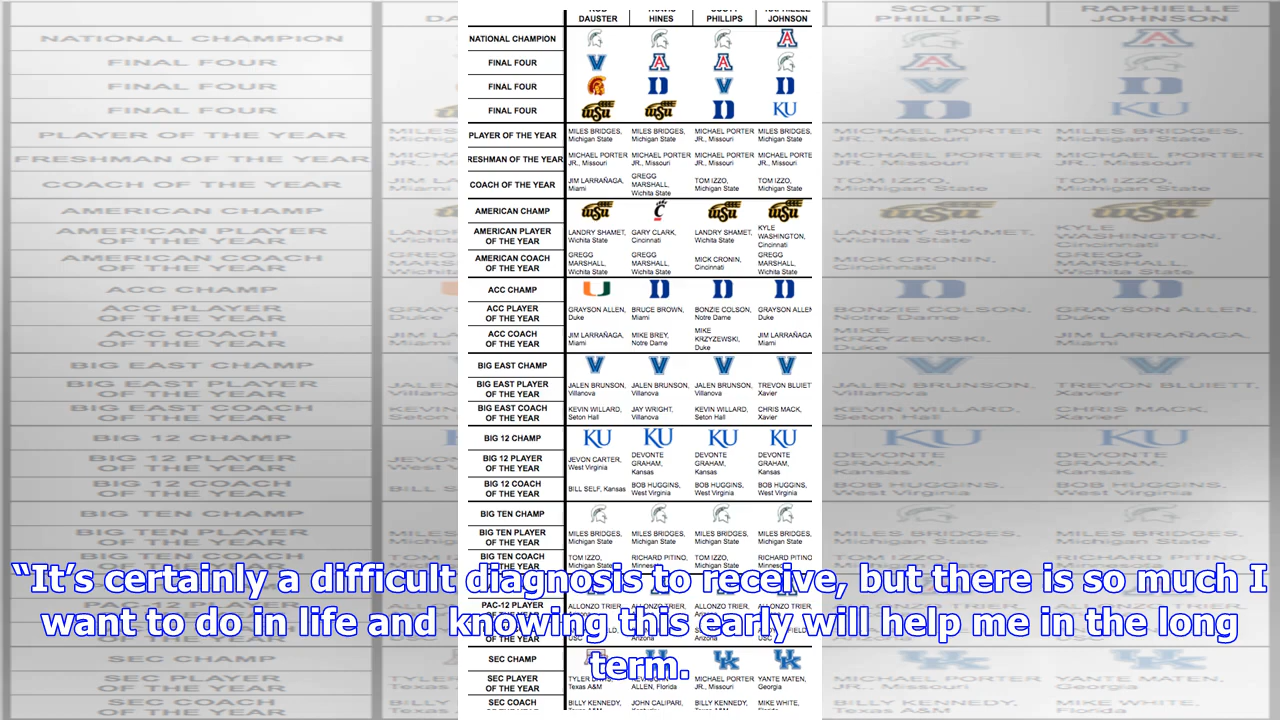 DAUSTER HINES PHILLIPS JOHNSON
NATIONAL CHAMPION
FINAL FOUR
FINAL FOUR
FINAL FOUR
PLAYER OF THE YEAR MILES BRIDGES, Michigan State MILES BRIDGES, Michigan State MICHAEL PORTER JR., Missouri MILES BRIDGES, Michigan State
RESHMAN OF THE YEAR MICHAEL PORTER JR., Missouri MICHAEL PORTER JR., Missouri MICHAEL PORTER JR., Missouri MICHAEL PORTE JR., Missouri
COACH OF THE YEAR JIM LARRAÑAGA, Miami GREGG MARSHALL, Wichita State TOM IZZO, Michigan State TOM IZZO, Michigan State
AMERICAN CHAMP
AMERICAN PLAYER OF THE YEAR LANDRY SHAMET, Wichita State GARY CLARK, Cincinnati LANDRY SHAMET, Wichita State KYLE WASHINGTON, Cincinnati
AMERICAN COACH OF THE YEAR GREGG MARSHALL, Wichita State GREGG MARSHALL, Wichita State MICK CRONIN, Cincinnati GREGG MARSHALL, Wichita State
ACC CHAMP
ACC PLAYER OF THE YEAR GRAYSON ALLEN, Duke BRUCE BROWN, Miami BONZIE COLSON, Notre Dame GRAYSON ALLEN Duke
ACC COACH OF THE YEAR JIM LARRAÑAGA, Miami MIKE BREY, Notre Dame MIKE KRZYZEWSKI, Duke JIM LARRAÑAGA Miami
BIG EAST CHAMP
BIG EAST PLAYER OF THE YEAR JALEN BRUNSON, Villanova JALEN BRUNSON, Villanova JALEN BRUNSON, Villanova TREVON BLUIET Xavier
BIG EAST COACH OF THE YEAR KEVIN WILLARD, Seton Hall JAY WRIGHT, Villanova KEVIN WILLARD, Seton Hall CHRIS MACK, Xavier
BIG 12 CHAMP KU KU KU KU
BIG 12 PLAYER OF THE YEAR JEVON CARTER, West Virginia DEVONTE GRAHAM, Kansas DEVONTE GRAHAM, Kansas DEVONTE GRAHAM, Kansas
BIG 12 COACH OF THE YEAR BILL SELF, Kansas BOB HUGGINS, West Virginia BOB HUGGINS, West Virginia BOB HUGGINS, West Virginia
BIG TEN CHAMP
BIG TEN PLAYER OF THE YEAR MILES BRIDGES, Michigan State MILES BRIDGES, Michigan State MILES BRIDGES, Michigan State MILES BRIDGES, Michigan State
BIG TEN COACH TOM IZZO, RICHARD PITINO, TOM IZZO, RICHARD PITINO
“It’s certainly a difficult diagnosis to receive, but there is so much I
want to do in life and knowing this early will help me in the long
term.
PAC-12 PLAYER ALLONZO TRIER, ALLONZO TRIER, ALLONZO TRIER,
SEC CHAMP
SEC PLAYER OF THE YEAR Texas A&M ALLEN, Florida MICHAEL PORTER JR., Missouri YANTE MATEN, Georgia
SEC COACH BILLY KENNEDY, JOHN CALIPARI, BILLY KENNEDY, MIKE WHITE,